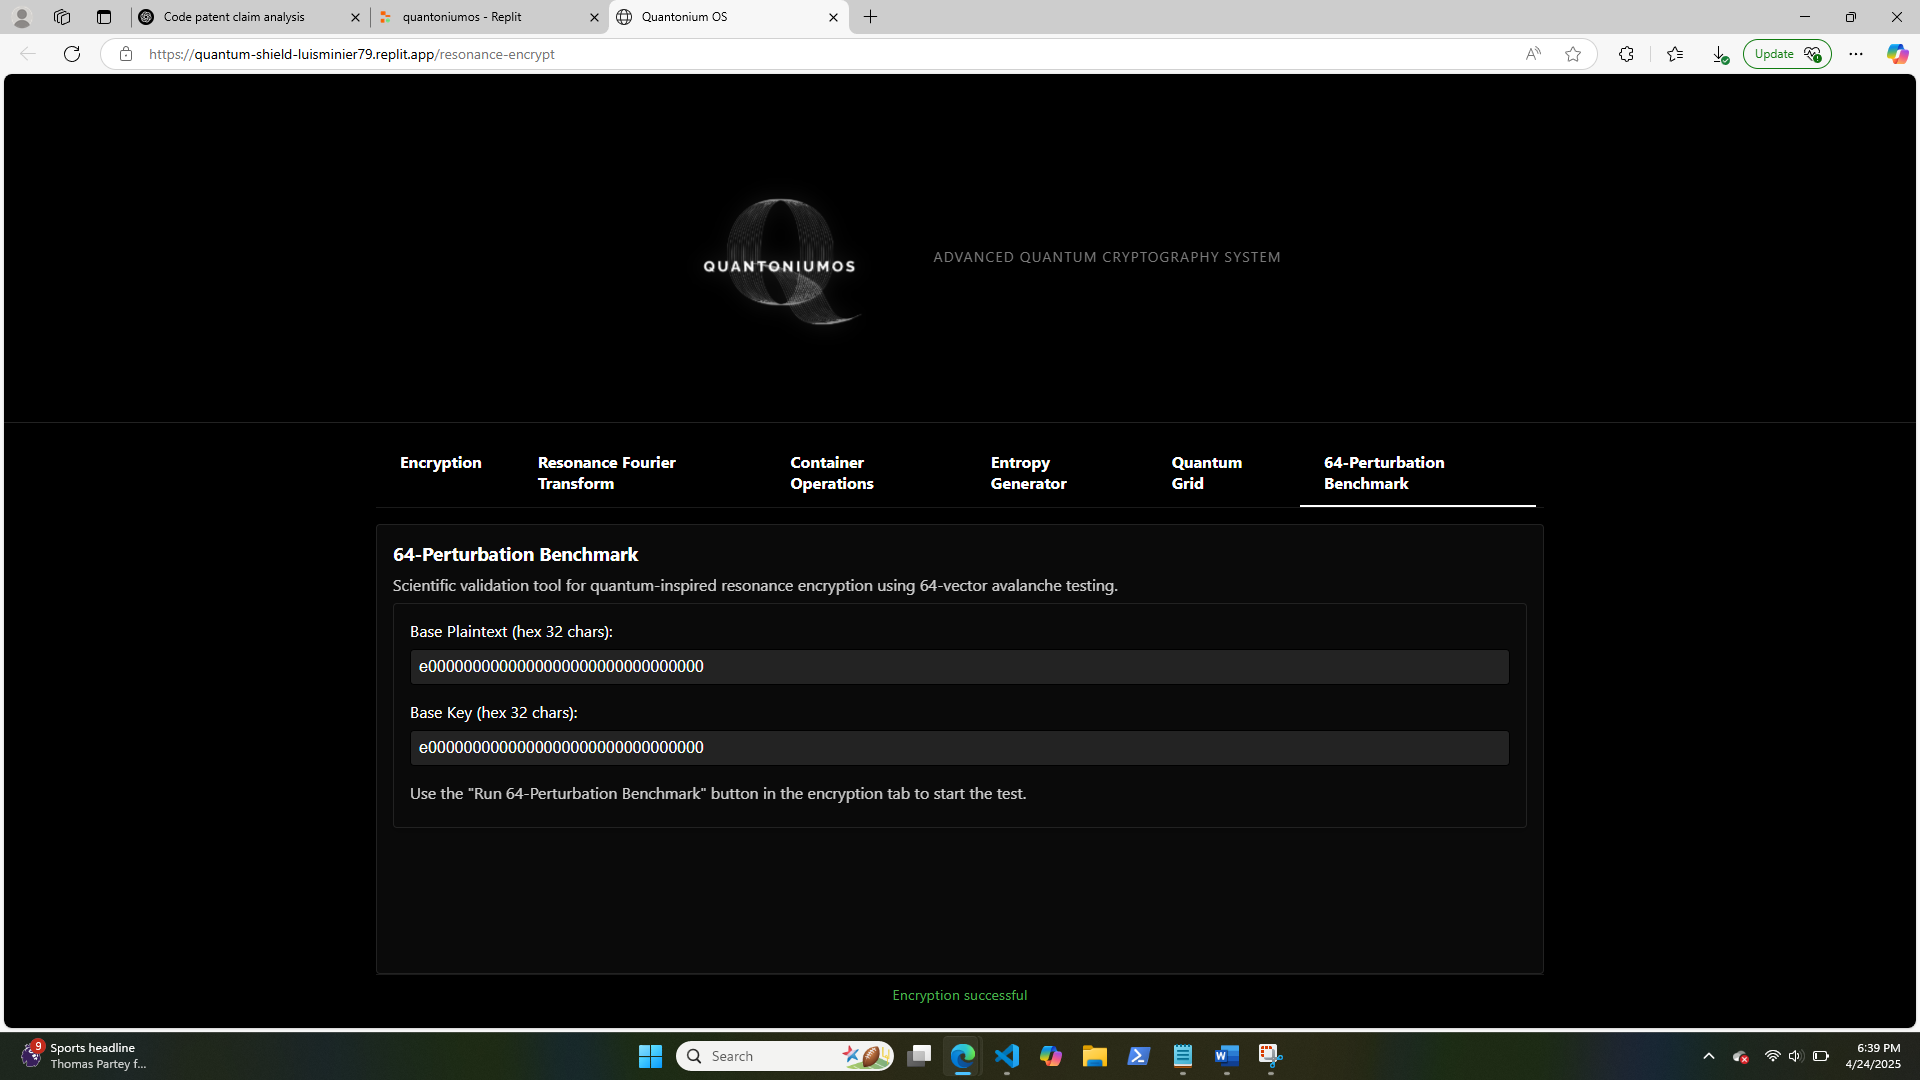 Code patent claim analysis
quantoniumos - Replit
Quantonium OS
https://quantum-shield-luisminier79.replit.app/resonance-encrypt
Update
QUANTONIUMOS
ADVANCED QUANTUM CRYPTOGRAPHY SYSTEM
Encryption
Resonance Fourier
Transform
Container
Operations
Entropy
Generator
Quantum
Grid
64-Perturbation
Benchmark
64-Perturbation Benchmark
Scientific validation tool for quantum-inspired resonance encryption using 64-vector avalanche testing.
Base Plaintext (hex 32 chars):
e0000000000000000000000000000000
Base Key (hex 32 chars):
e0000000000000000000000000000000
Use the "Run 64-Perturbation Benchmark" button in the encryption tab to start the test.
Encryption successful
9
Sports headline
Thomas Partey f...
Search
6:39 PM
4/24/2025